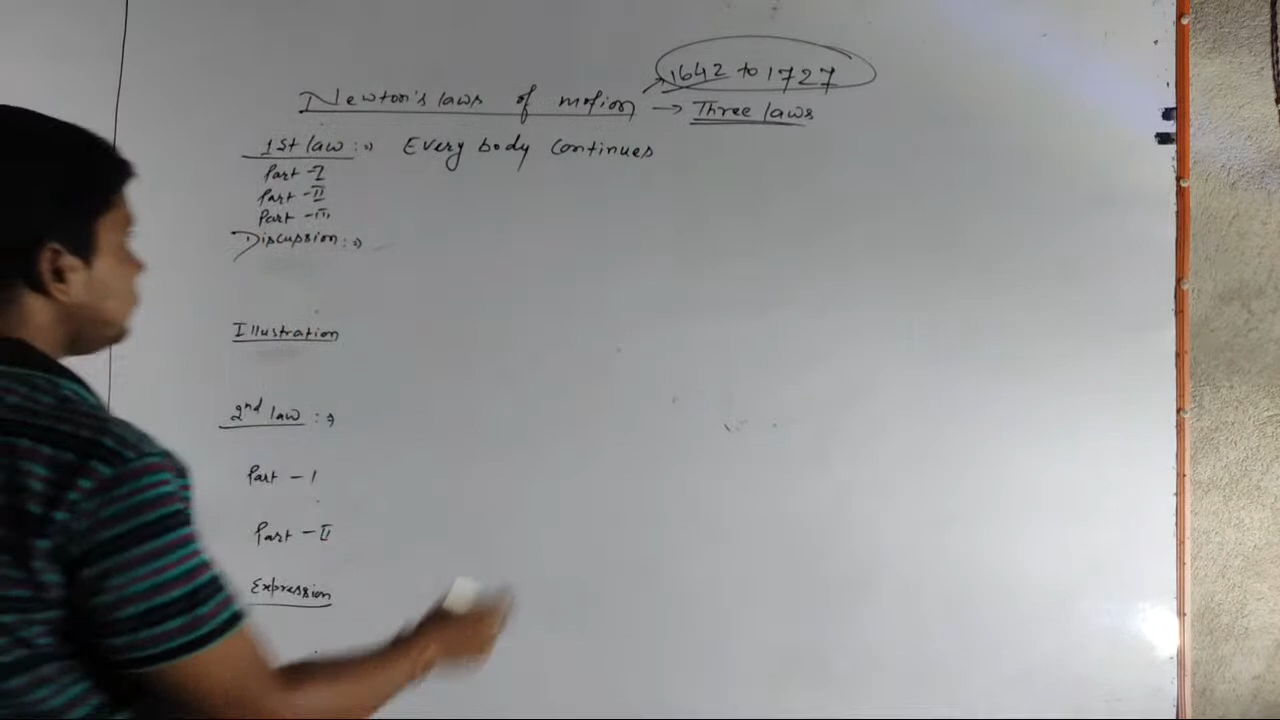 1642 to 1727
Newton's laws of motion → Three laws
1st law :→ Every body continues
Part - I
Part - II
Part - III
Discussion :→
Illustration
2nd law :→
Part - I
Part - II
Expression